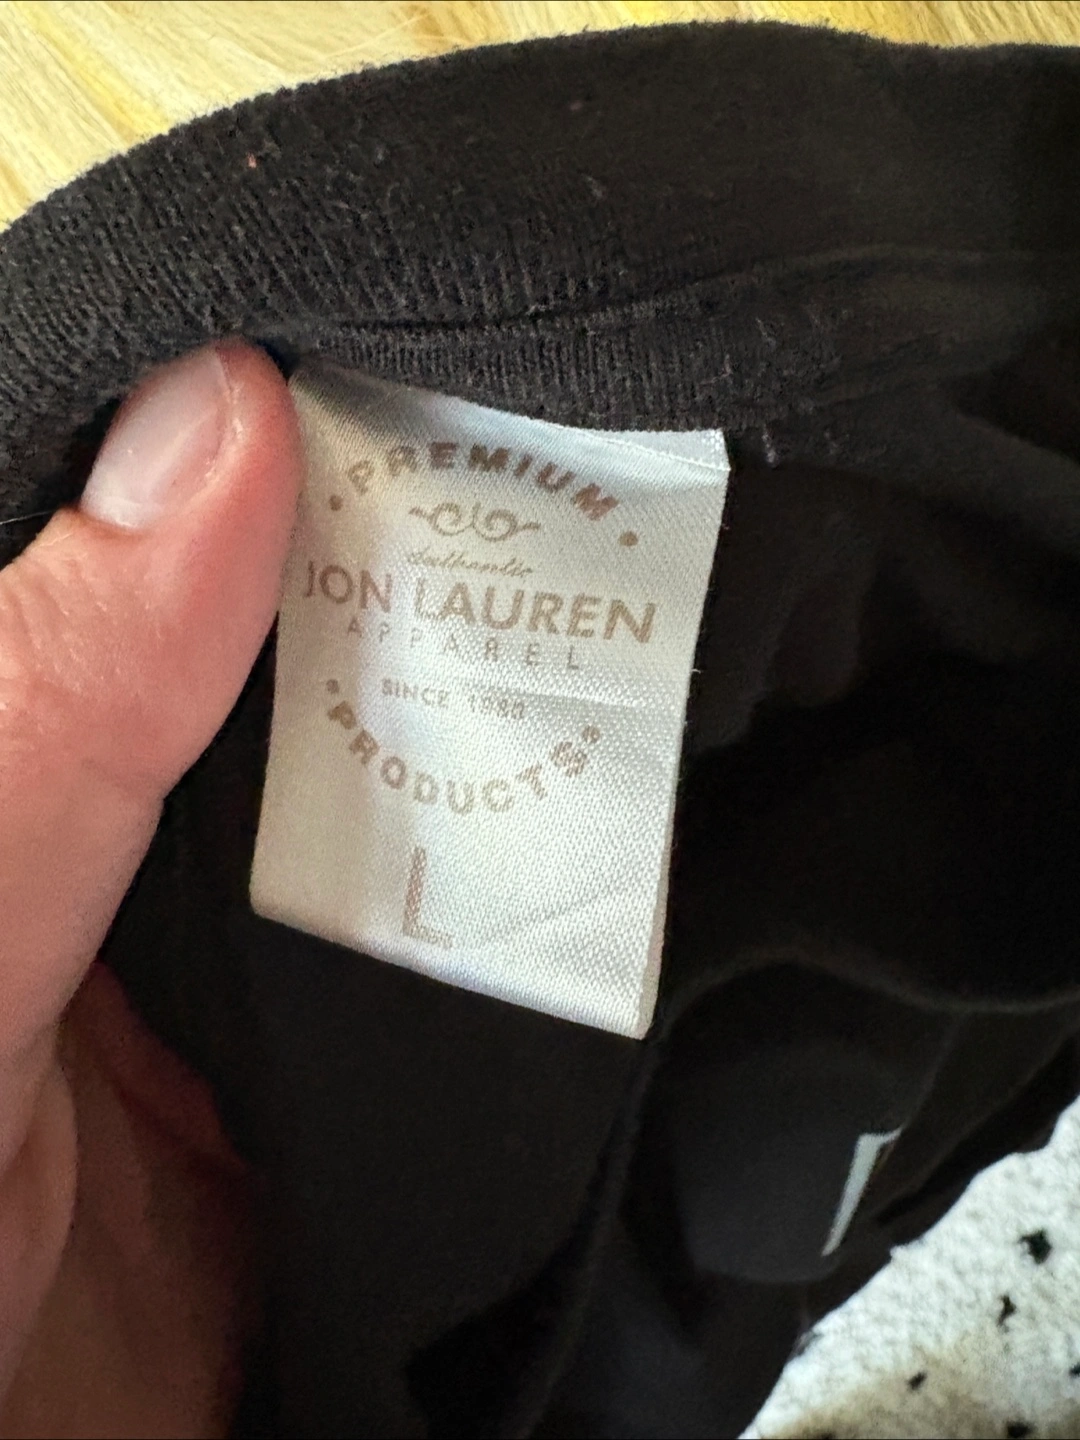 • PREMIUM •
Authentic
JON LAUREN
APPAREL
SINCE 1980
• PRODUCTS •
L